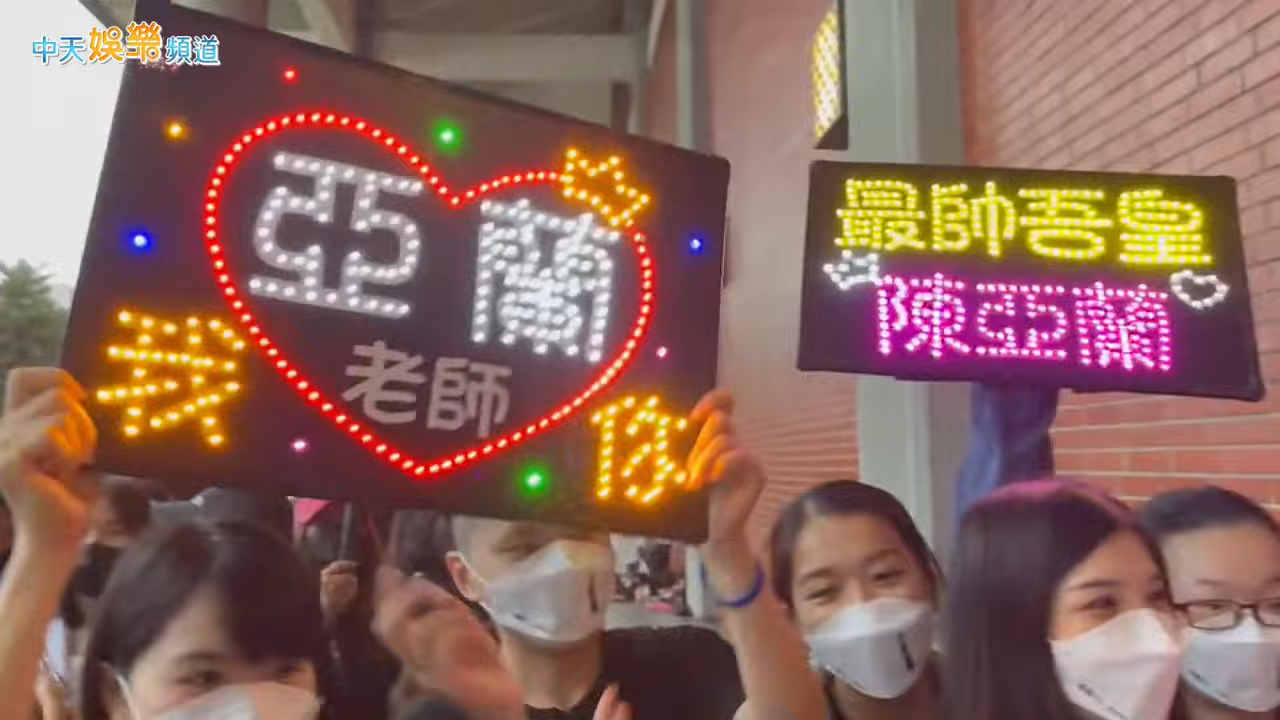 中天娛樂頻道
亞蘭
老師
我 你
最帥吾皇
陳亞蘭